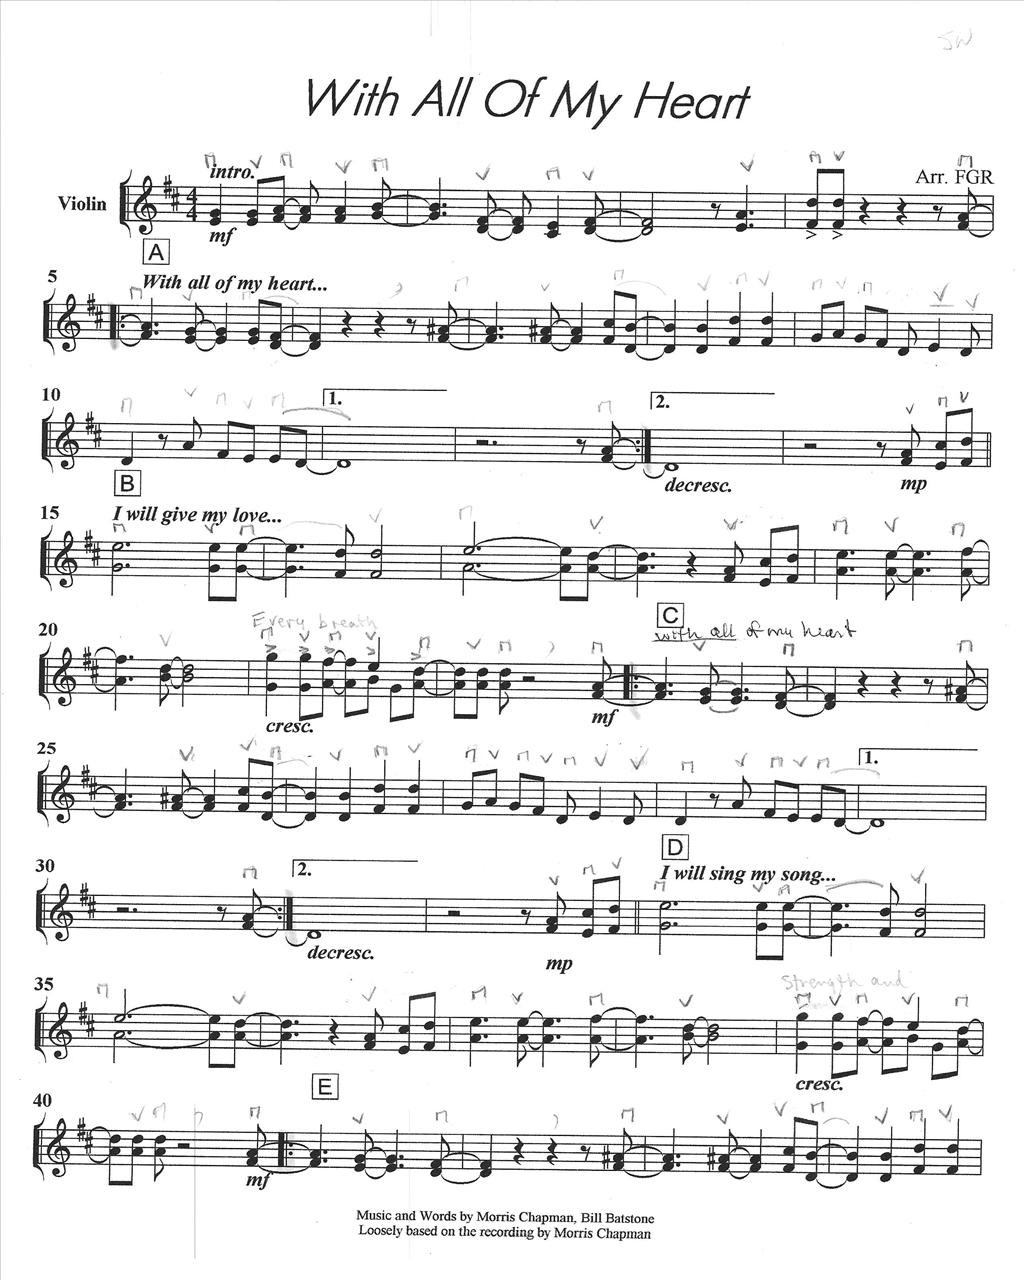 JW
With All Of My Heart
intro.
Arr. FGR
Violin
4
4
mf
A
5
With all of my heart...
10
1.
2.
decresc.
mp
B
15
I will give my love...
20
Every breath
C
with all of my heart
cresc.
mf
25
1.
D
30
2.
I will sing my song...
decresc.
mp
35
Strength and
cresc.
40
E
mf
Music and Words by Morris Chapman, Bill Batstone
Loosely based on the recording by Morris Chapman